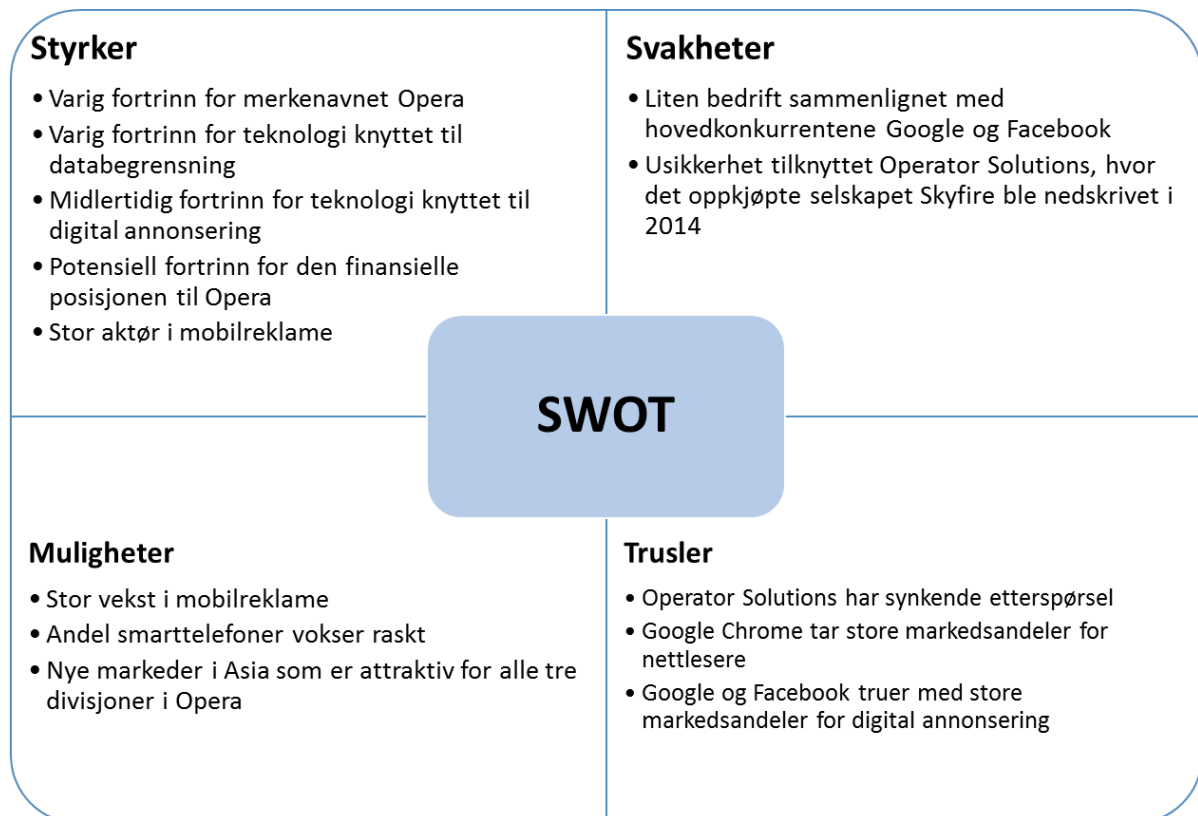 Styrker
• Varig fortrinn for merkenavnet Opera
• Varig fortrinn for teknologi knyttet til
databegrensning
• Midlertidig fortrinn for teknologi knyttet til
digital annonsering
• Potensiell fortrinn for den finansielle
posisjonen til Opera
• Stor aktør i mobilreklame
Svakheter
• Liten bedrift sammenlignet med
hovedkonkurrentene Google og Facebook
• Usikkerhet tilknyttet Operator Solutions, hvor
det oppkjøpte selskapet Skyfire ble nedskrivet i
2014
SWOT
Muligheter
• Stor vekst i mobilreklame
• Andel smarttelefoner vokser raskt
• Nye markeder i Asia som er attraktiv for alle tre
divisjoner i Opera
Trusler
• Operator Solutions har synkende etterspørsel
• Google Chrome tar store markedsandeler for
nettlesere
• Google og Facebook truer med store
markedsandeler for digital annonsering